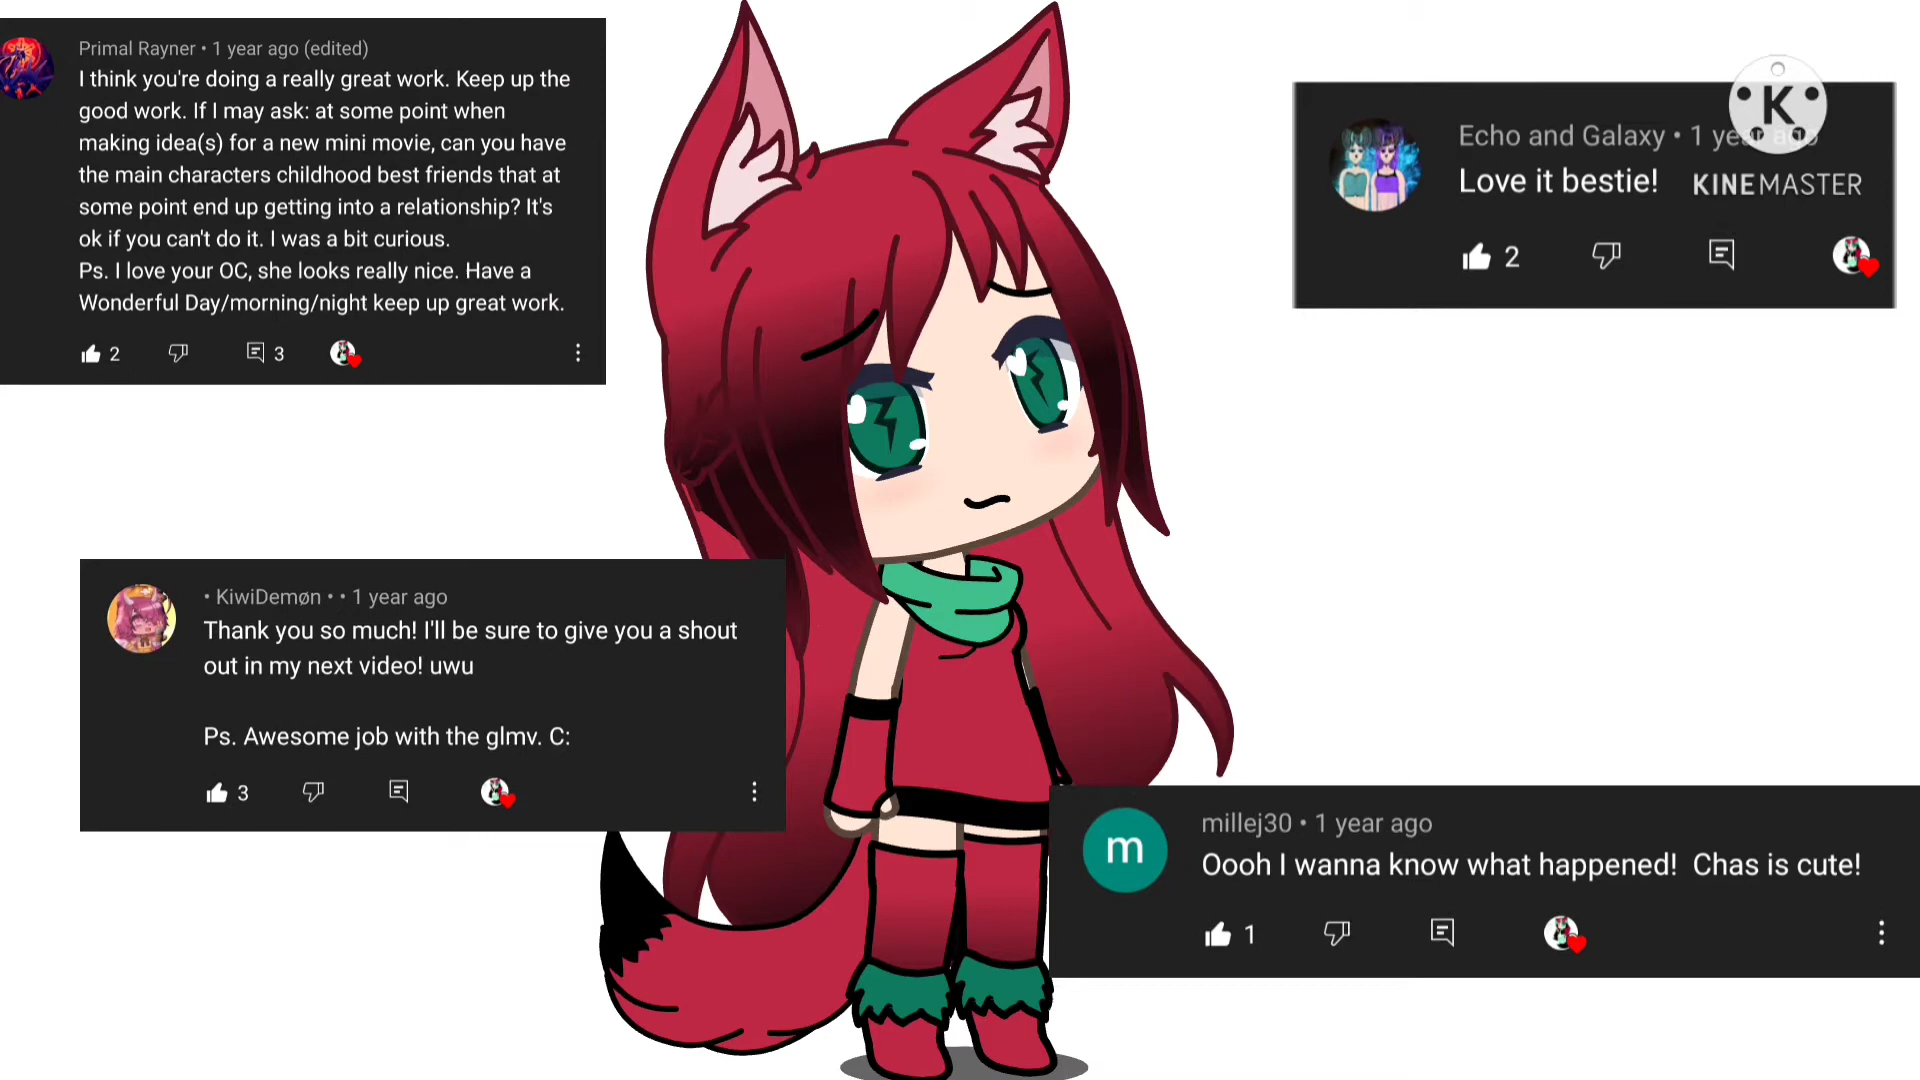 Primal Rayner • 1 year ago (edited)
I think you're doing a really great work. Keep up the
good work. If I may ask: at some point when
making idea(s) for a new mini movie, can you have
the main characters childhood best friends that at
some point end up getting into a relationship? It's
ok if you can't do it. I was a bit curious.
Ps. I love your OC, she looks really nice. Have a
Wonderful Day/morning/night keep up great work.
2
3
Echo and Galaxy • 1 year ago
Love it bestie!
2
K
KINEMASTER
• KiwiDemøn • • 1 year ago
Thank you so much! I'll be sure to give you a shout
out in my next video! uwu
Ps. Awesome job with the glmv. C:
3
m
millej30 • 1 year ago
Oooh I wanna know what happened!  Chas is cute!
1